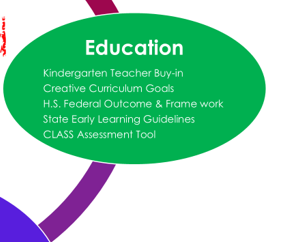 Education
Kindergarten Teacher Buy-in
Creative Curriculum Goals
H.S. Federal Outcome & Frame work
State Early Learning Guidelines
CLASS Assessment Tool